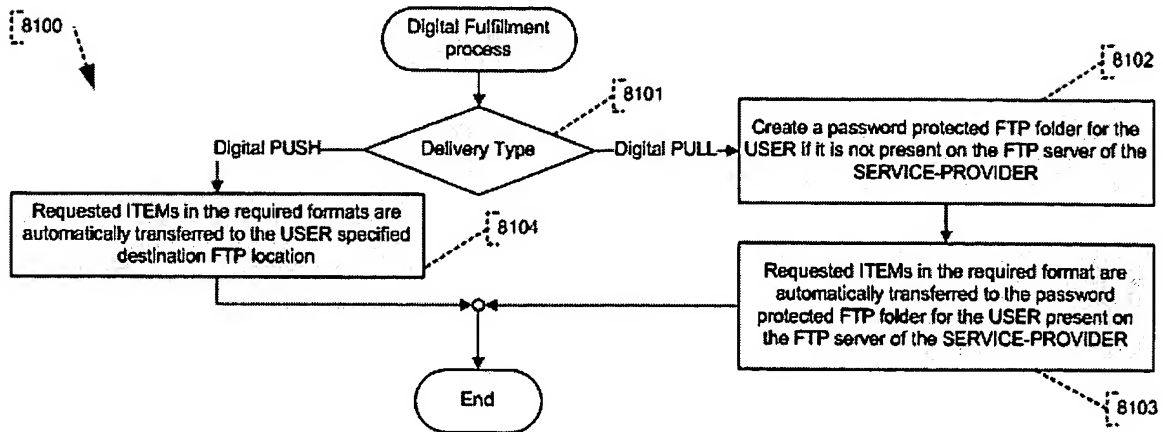 8100
Digital Fulfillment
process
8101
8102
Digital PUSH
Delivery Type
Digital PULL
Create a password protected FTP folder for the
USER if it is not present on the FTP server of the
SERVICE-PROVIDER
Requested ITEMs in the required formats are
automatically transferred to the USER specified
destination FTP location
8104
Requested ITEMs in the required format are
automatically transferred to the password
protected FTP folder for the USER present on
the FTP server of the SERVICE-PROVIDER
End
8103